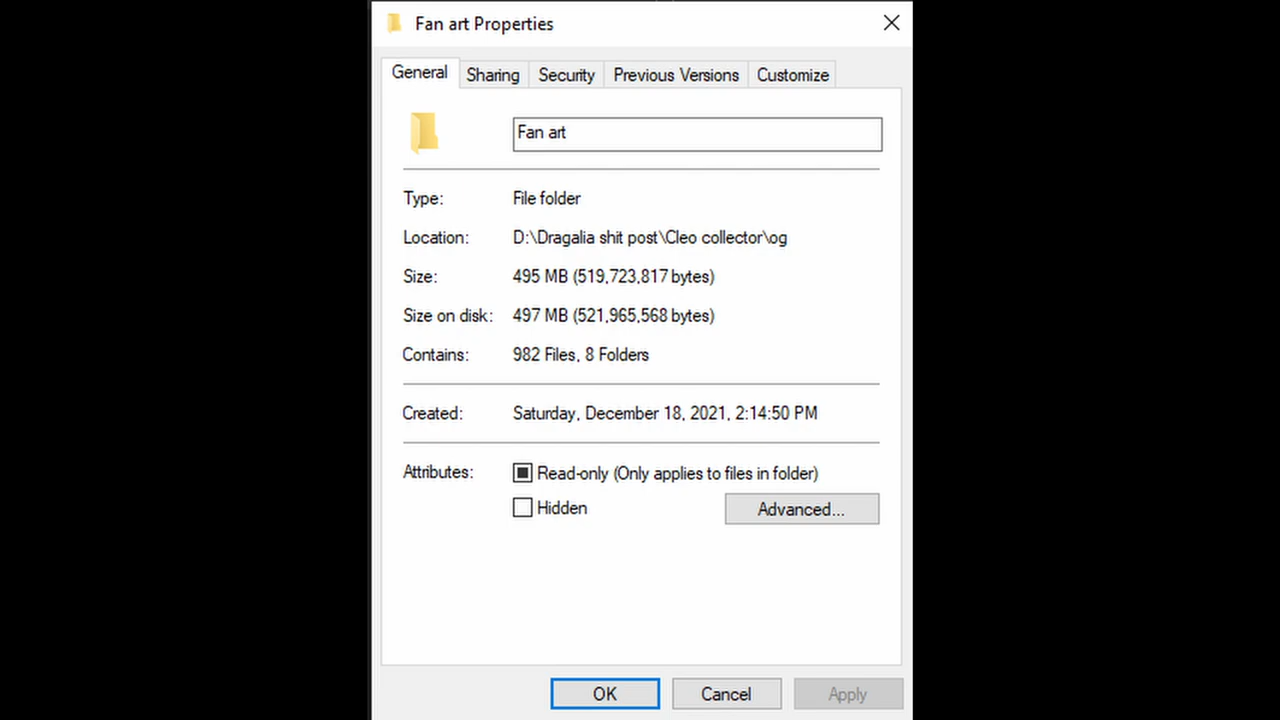 Fan art Properties
General Sharing Security Previous Versions Customize
Fan art
Type: File folder
Location: D:\Dragalia shit post\Cleo collector\og
Size: 495 MB (519,723,817 bytes)
Size on disk: 497 MB (521,965,568 bytes)
Contains: 982 Files, 8 Folders
Created: Saturday, December 18, 2021, 2:14:50 PM
Attributes: Read-only (Only applies to files in folder)
Hidden Advanced...
OK Cancel Apply